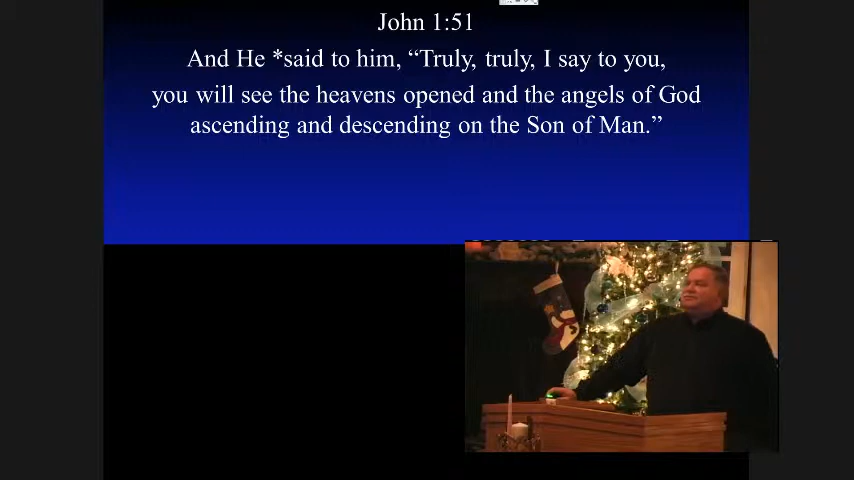 John 1:51
And He *said to him, “Truly, truly, I say to you,
you will see the heavens opened and the angels of God
ascending and descending on the Son of Man.”